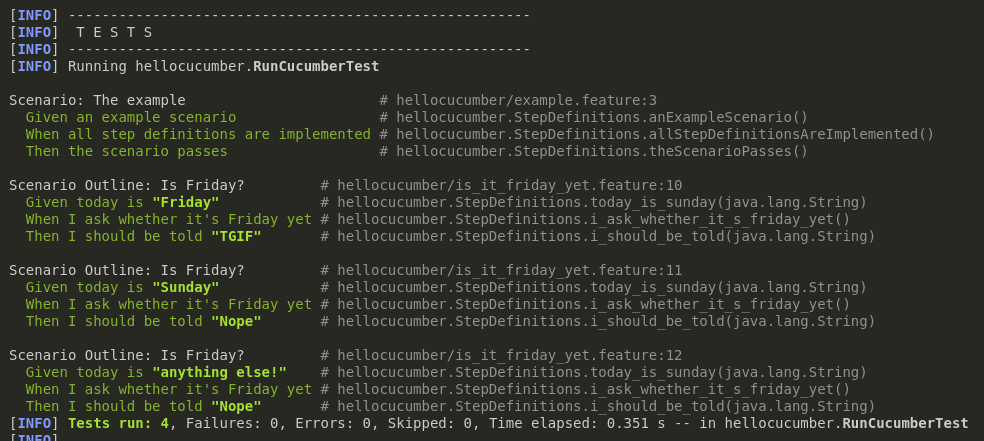 [INFO] -------------------------------------------------------
[INFO]  T E S T S
[INFO] -------------------------------------------------------
[INFO] Running hellocucumber.RunCucumberTest

Scenario: The example                       # hellocucumber/example.feature:3
  Given an example scenario                 # hellocucumber.StepDefinitions.anExampleScenario()
  When all step definitions are implemented # hellocucumber.StepDefinitions.allStepDefinitionsAreImplemented()
  Then the scenario passes                  # hellocucumber.StepDefinitions.theScenarioPasses()

Scenario Outline: Is Friday?         # hellocucumber/is_it_friday_yet.feature:10
  Given today is "Friday"            # hellocucumber.StepDefinitions.today_is_sunday(java.lang.String)
  When I ask whether it's Friday yet # hellocucumber.StepDefinitions.i_ask_whether_it_s_friday_yet()
  Then I should be told "TGIF"       # hellocucumber.StepDefinitions.i_should_be_told(java.lang.String)

Scenario Outline: Is Friday?         # hellocucumber/is_it_friday_yet.feature:11
  Given today is "Sunday"            # hellocucumber.StepDefinitions.today_is_sunday(java.lang.String)
  When I ask whether it's Friday yet # hellocucumber.StepDefinitions.i_ask_whether_it_s_friday_yet()
  Then I should be told "Nope"       # hellocucumber.StepDefinitions.i_should_be_told(java.lang.String)

Scenario Outline: Is Friday?         # hellocucumber/is_it_friday_yet.feature:12
  Given today is "anything else!"    # hellocucumber.StepDefinitions.today_is_sunday(java.lang.String)
  When I ask whether it's Friday yet # hellocucumber.StepDefinitions.i_ask_whether_it_s_friday_yet()
  Then I should be told "Nope"       # hellocucumber.StepDefinitions.i_should_be_told(java.lang.String)
[INFO] Tests run: 4, Failures: 0, Errors: 0, Skipped: 0, Time elapsed: 0.351 s -- in hellocucumber.RunCucumberTest
[INFO]